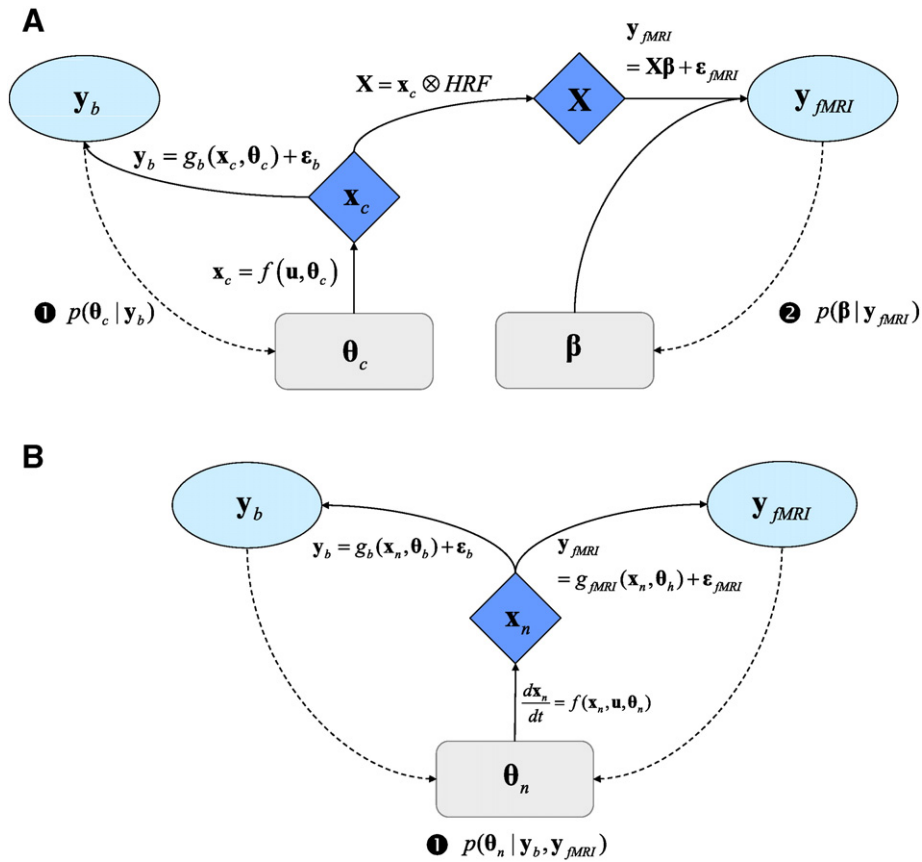 A
y_b
X = x_c ⊗ HRF
X
y_fMRI
= Xβ + ε_fMRI
y_fMRI
y_b = g_b(x_c, θ_c) + ε_b
x_c
x_c = f(u, θ_c)
❶ p(θ_c | y_b)
θ_c
β
❷ p(β | y_fMRI)
B
y_b
y_fMRI
y_b = g_b(x_n, θ_b) + ε_b
y_fMRI
= g_fMRI(x_n, θ_h) + ε_fMRI
x_n
dx_n/dt = f(x_n, u, θ_n)
θ_n
❶ p(θ_n | y_b, y_fMRI)